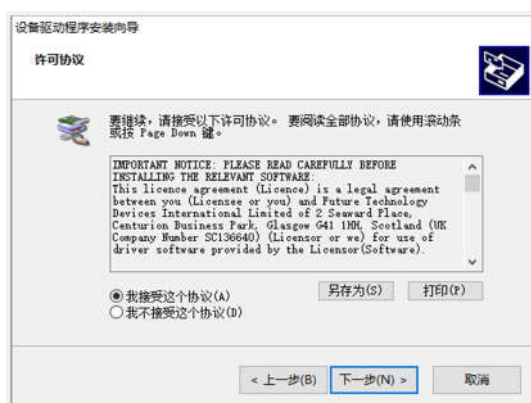 设备驱动程序安装向导
许可协议
要继续，请接受以下许可协议。 要阅读全部协议，请使用滚动条
或按 Page Down 键。
IMPORTANT NOTICE: PLEASE READ CAREFULLY BEFORE
INSTALLING THE RELEVANT SOFTWARE:
This licence agreement (Licence) is a legal agreement
between you (Licensee or you) and Future Technology
Devices International Limited of 2 Seaward Place,
Centurion Business Park, Glasgow G41 1HH, Scotland (UK
Company Number SC136640) (Licensor or we) for use of
driver software provided by the Licensor(Software).
我接受这个协议(A)
另存为(S)
打印(P)
我不接受这个协议(D)
< 上一步(B)
下一步(N) >
取消